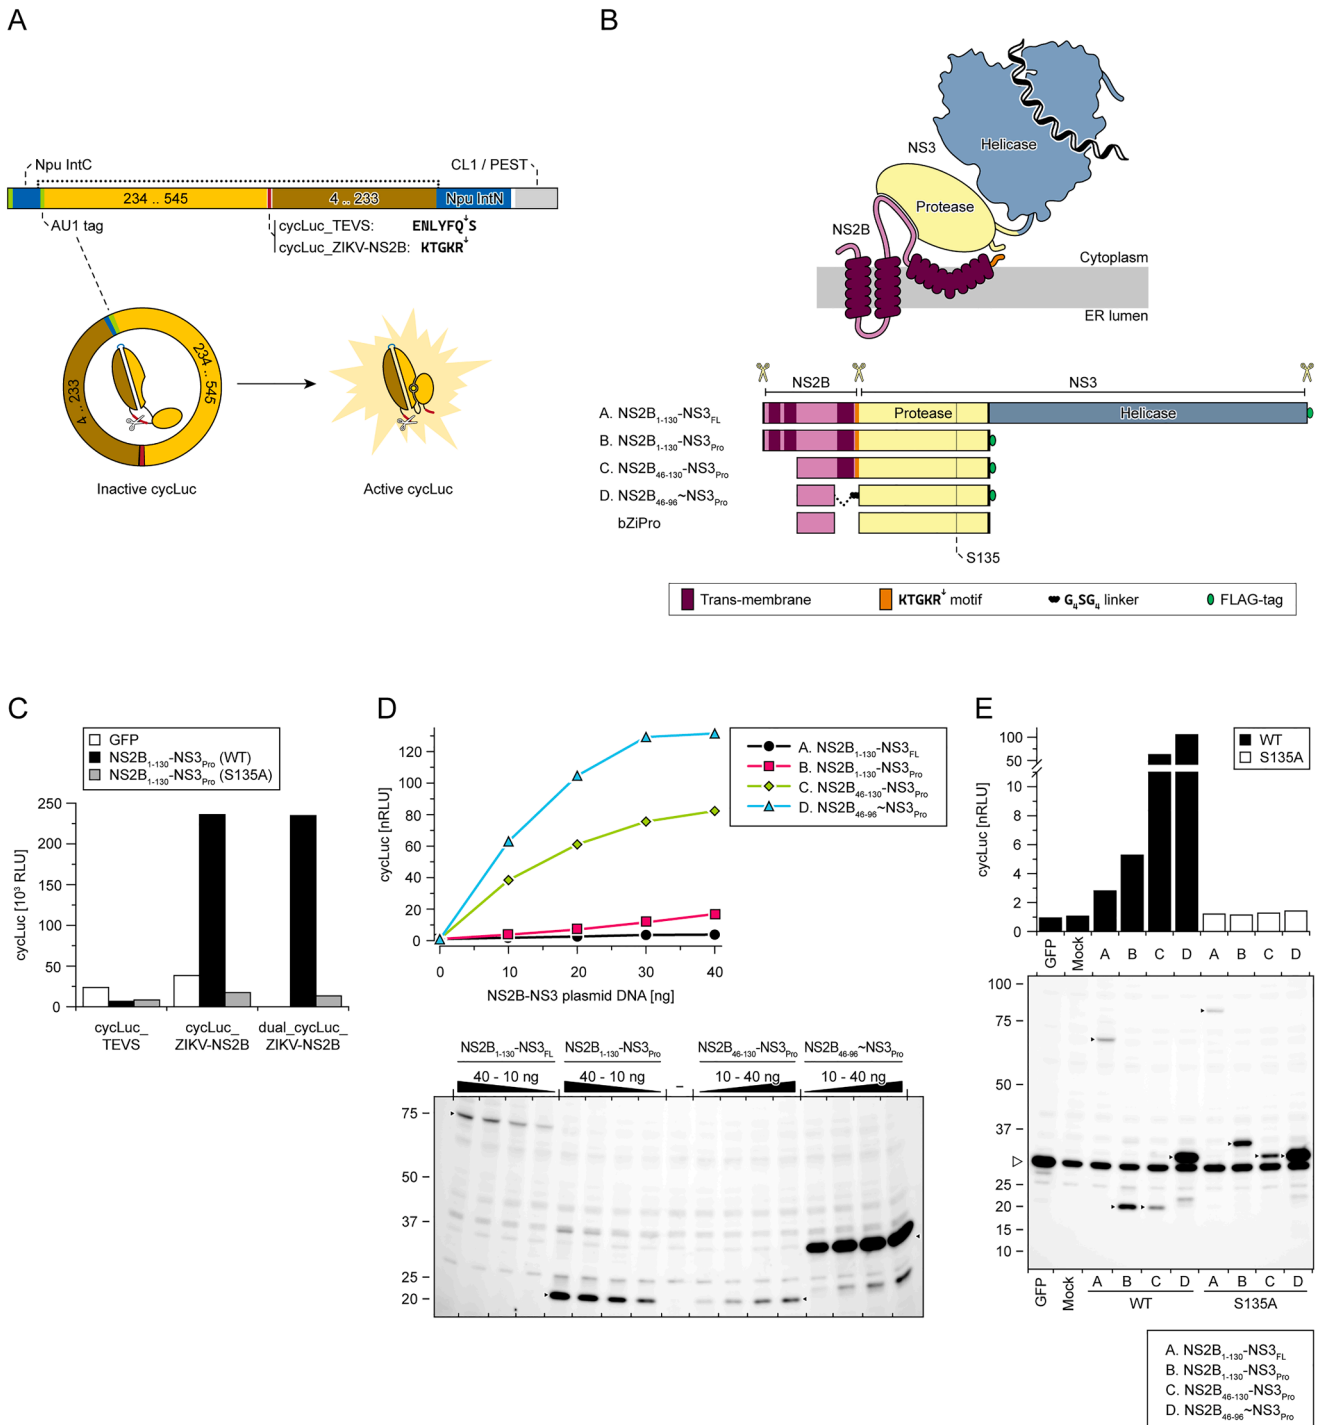 A
Npu IntC
CL1 / PEST
234 .. 545
4 .. 233
Npu IntN
AU1 tag
cycLuc_TEVS: ENLYFQ↓S
cycLuc_ZIKV-NS2B: KTGKR↓
4 .. 233
234 .. 545
Inactive cycLuc
Active cycLuc
B
Helicase
NS3
Protease
NS2B
Cytoplasm
ER lumen
NS2B
NS3
A. NS2B1-130-NS3FL
Protease
Helicase
B. NS2B1-130-NS3Pro
C. NS2B46-130-NS3Pro
D. NS2B46-96~NS3Pro
bZiPro
S135
Trans-membrane
KTGKR↓ motif
G4SG4 linker
FLAG-tag
C
GFP
NS2B1-130-NS3Pro (WT)
NS2B1-130-NS3Pro (S135A)
cycLuc [10³ RLU]
250
200
150
100
50
0
cycLuc_TEVS
cycLuc_ZIKV-NS2B
dual_cycLuc_ZIKV-NS2B
D
cycLuc [nRLU]
120
100
80
60
40
20
0
0 10 20 30 40
NS2B-NS3 plasmid DNA [ng]
A. NS2B1-130-NS3FL
B. NS2B1-130-NS3Pro
C. NS2B46-130-NS3Pro
D. NS2B46-96~NS3Pro
NS2B1-130-NS3FL NS2B1-130-NS3Pro NS2B46-130-NS3Pro NS2B46-96~NS3Pro
40 - 10 ng 40 - 10 ng – 10 - 40 ng 10 - 40 ng
75
50
37
25
20
E
WT
S135A
cycLuc [nRLU]
100
50
10
8
6
4
2
0
GFP Mock A B C D A B C D
100
75
50
37
25
20
15
10
GFP Mock A B C D A B C D
WT S135A
A. NS2B1-130-NS3FL
B. NS2B1-130-NS3Pro
C. NS2B46-130-NS3Pro
D. NS2B46-96~NS3Pro